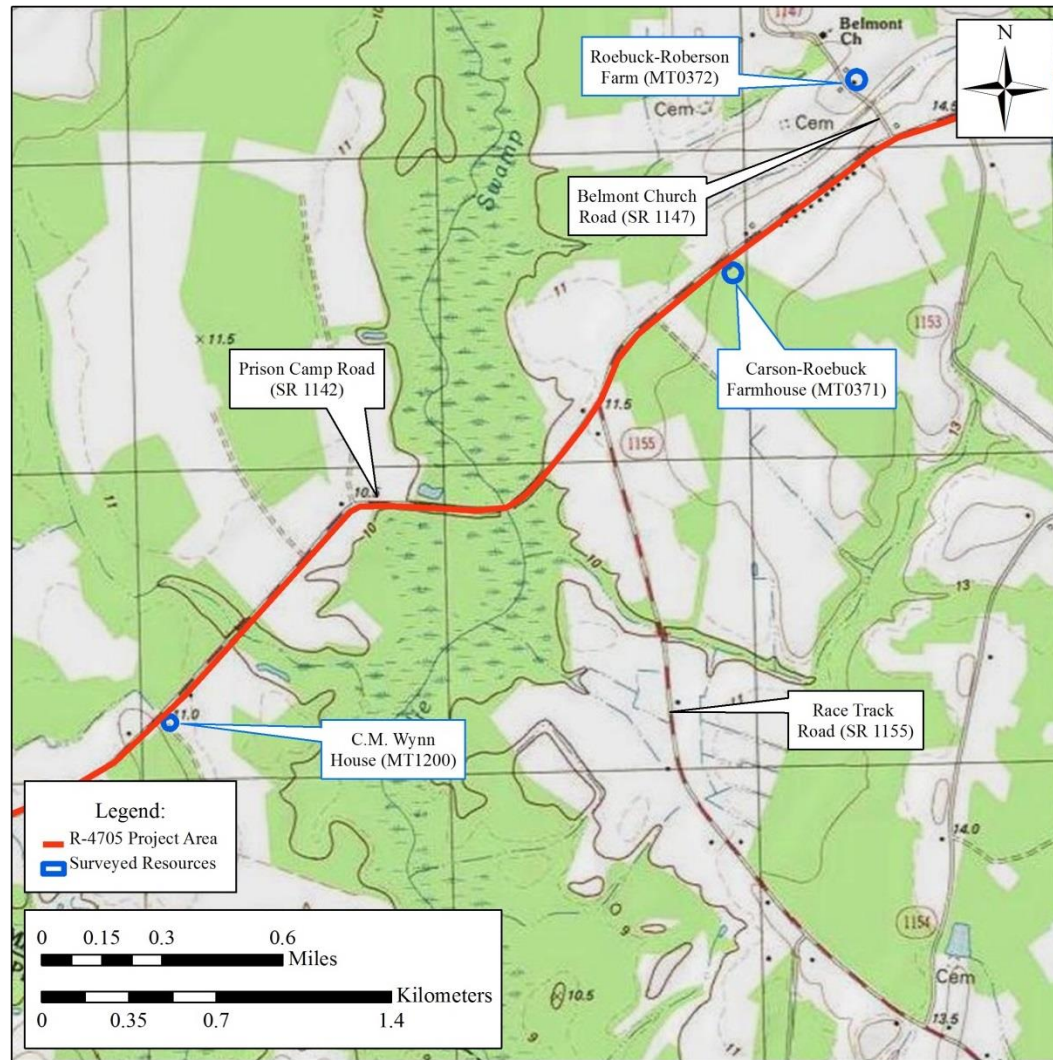 1147
Belmont
Ch
N
Roebuck-Roberson
Farm (MT0372)
Cem
Cem
14.5
11
Swamp
Belmont Church
Road (SR 1147)
11
1153
11.5
Prison Camp Road
(SR 1142)
Carson-Roebuck
Farmhouse (MT0371)
11.5
13
1155
10.5
10
11
10
13
11
Race Track
Road (SR 1155)
11.0
C.M. Wynn
House (MT1200)
Legend:
R-4705 Project Area
Surveyed Resources
14.0
9
1154
0 0.15 0.3 0.6
Miles
Cem
Kilometers
0 0.35 0.7 1.4
10.5
9
13.5